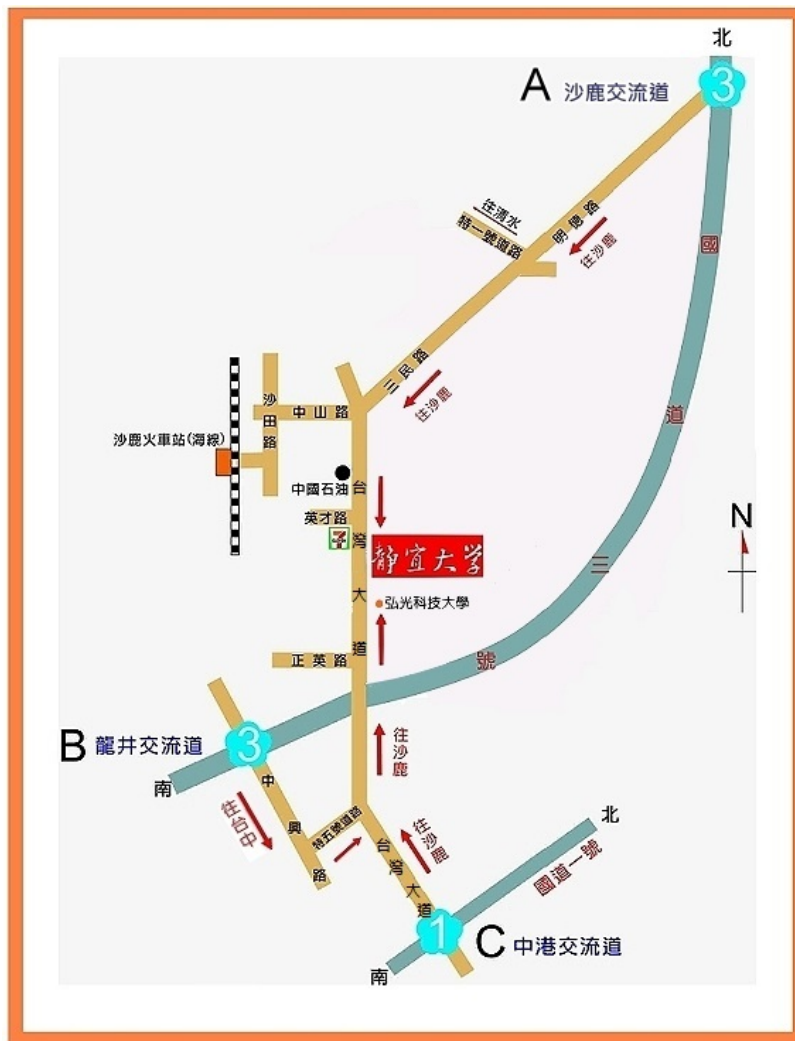 北
3
A 沙鹿交流道
往清水
特一號道路
明德路
往沙鹿
國道三號
三民路
往沙鹿
沙田路
中山路
沙鹿火車站(海線)
中國石油
台灣大道
英才路
7
靜宜大学
N
弘光科技大學
正英路
B 龍井交流道
3
南
往沙鹿
中興路
往台中
特五號道路
往沙鹿
台灣大道
北
國道一號
1
C 中港交流道
南